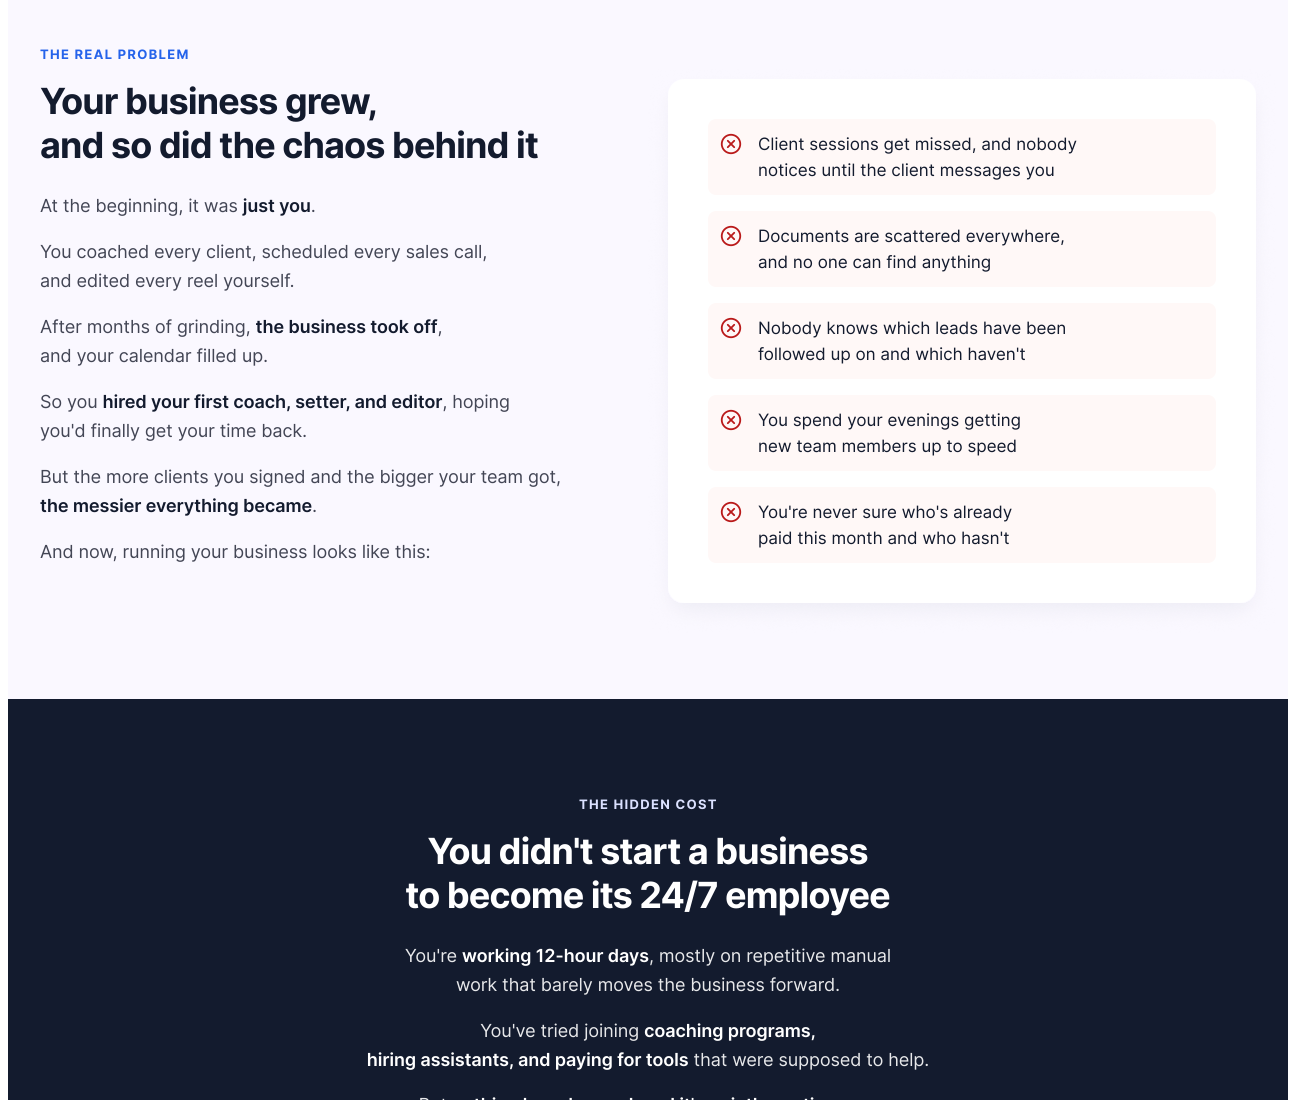 THE REAL PROBLEM
Your business grew,
and so did the chaos behind it
At the beginning, it was just you.
You coached every client, scheduled every sales call,
and edited every reel yourself.
After months of grinding, the business took off,
and your calendar filled up.
So you hired your first coach, setter, and editor, hoping
you'd finally get your time back.
But the more clients you signed and the bigger your team got,
the messier everything became.
And now, running your business looks like this:
Client sessions get missed, and nobody
notices until the client messages you
Documents are scattered everywhere,
and no one can find anything
Nobody knows which leads have been
followed up on and which haven't
You spend your evenings getting
new team members up to speed
You're never sure who's already
paid this month and who hasn't
THE HIDDEN COST
You didn't start a business
to become its 24/7 employee
You're working 12-hour days, mostly on repetitive manual
work that barely moves the business forward.
You've tried joining coaching programs,
hiring assistants, and paying for tools that were supposed to help.